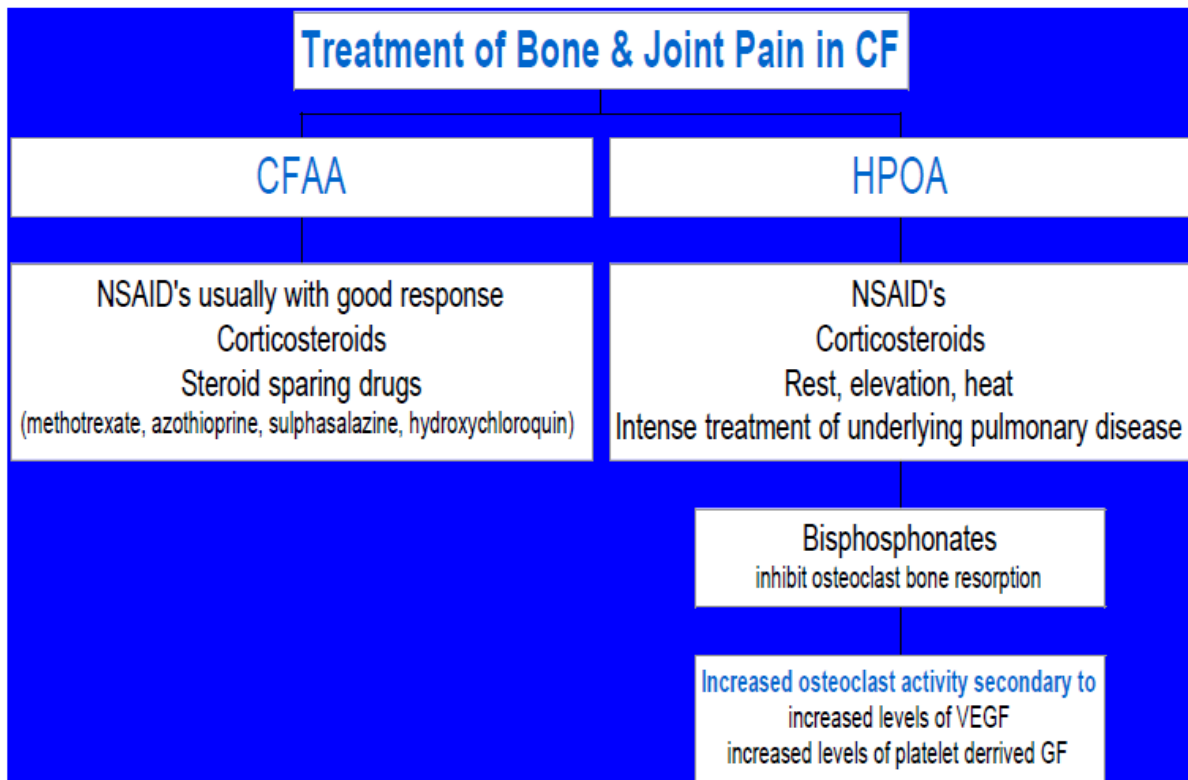 Treatment of Bone & Joint Pain in CF
CFAA
HPOA
NSAID's usually with good response
Corticosteroids
Steroid sparing drugs
(methotrexate, azothioprine, sulphasalazine, hydroxychloroquin)
NSAID's
Corticosteroids
Rest, elevation, heat
Intense treatment of underlying pulmonary disease
Bisphosphonates
inhibit osteoclast bone resorption
Increased osteoclast activity secondary to
increased levels of VEGF
increased levels of platelet derrived GF